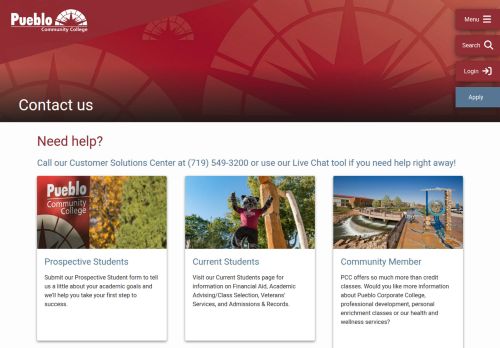 Pueblo
Community College
Menu
Search
Login
Apply
Contact us
Need help?
Call our Customer Solutions Center at (719) 549-3200 or use our Live Chat tool if you need help right away!
Pueblo
Community
College
Prospective Students
Submit our Prospective Student form to tell
us a little about your academic goals and
we'll help you take your first step to
success.
Current Students
Visit our Current Students page for
information on Financial Aid, Academic
Advising/Class Selection, Veterans'
Services, and Admissions & Records.
Community Member
PCC offers so much more than credit
classes. Would you like more information
about Pueblo Corporate College,
professional development, personal
enrichment classes or our health and
wellness services?